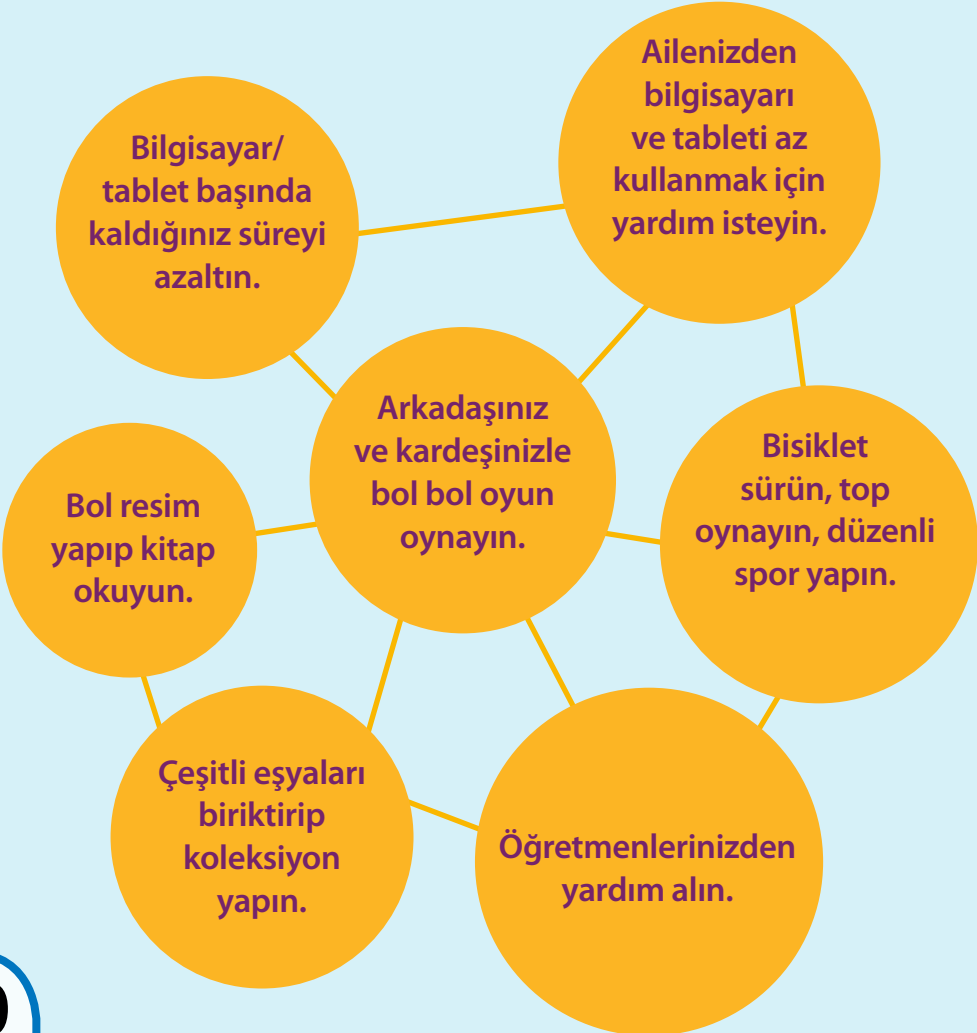 Ailenizden
bilgisayarı
ve tableti az
kullanmak için
yardım isteyin.
Bilgisayar/
tablet başında
kaldığınız süreyi
azaltın.
Arkadaşınız
ve kardeşinizle
bol bol oyun
oynayın.
Bisiklet
sürün, top
oynayın, düzenli
spor yapın.
Bol resim
yapıp kitap
okuyun.
Çeşitli eşyaları
biriktirip
koleksiyon
yapın.
Öğretmenlerinizden
yardım alın.